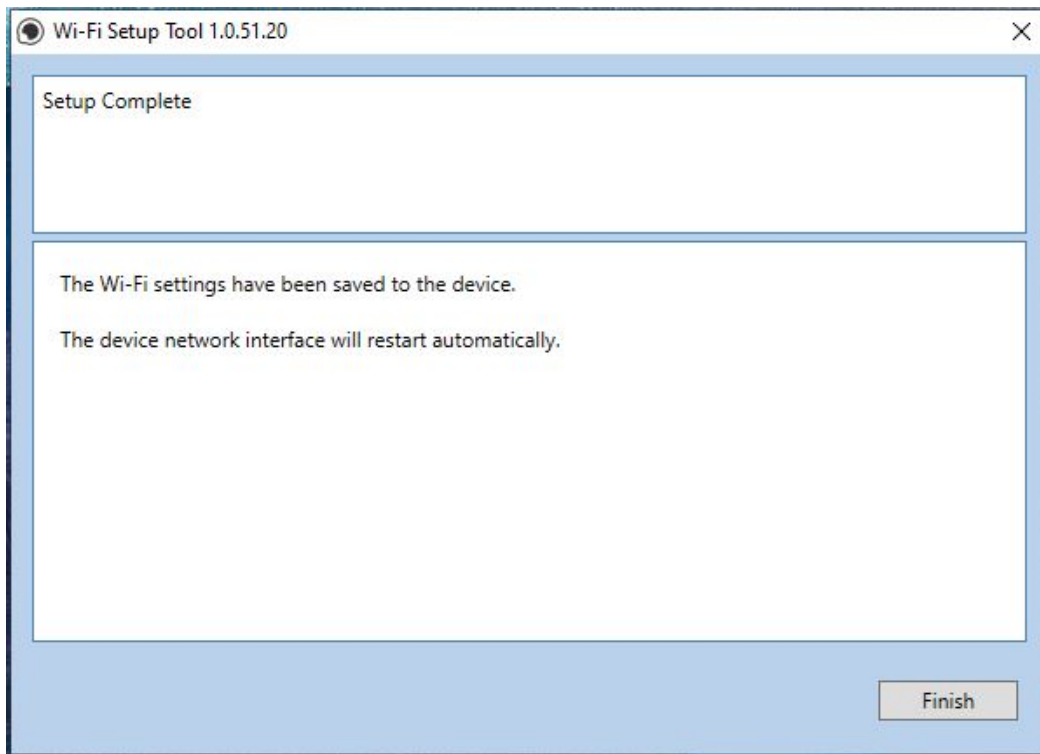 Wi-Fi Setup Tool 1.0.51.20
Setup Complete
The Wi-Fi settings have been saved to the device.
The device network interface will restart automatically.
Finish